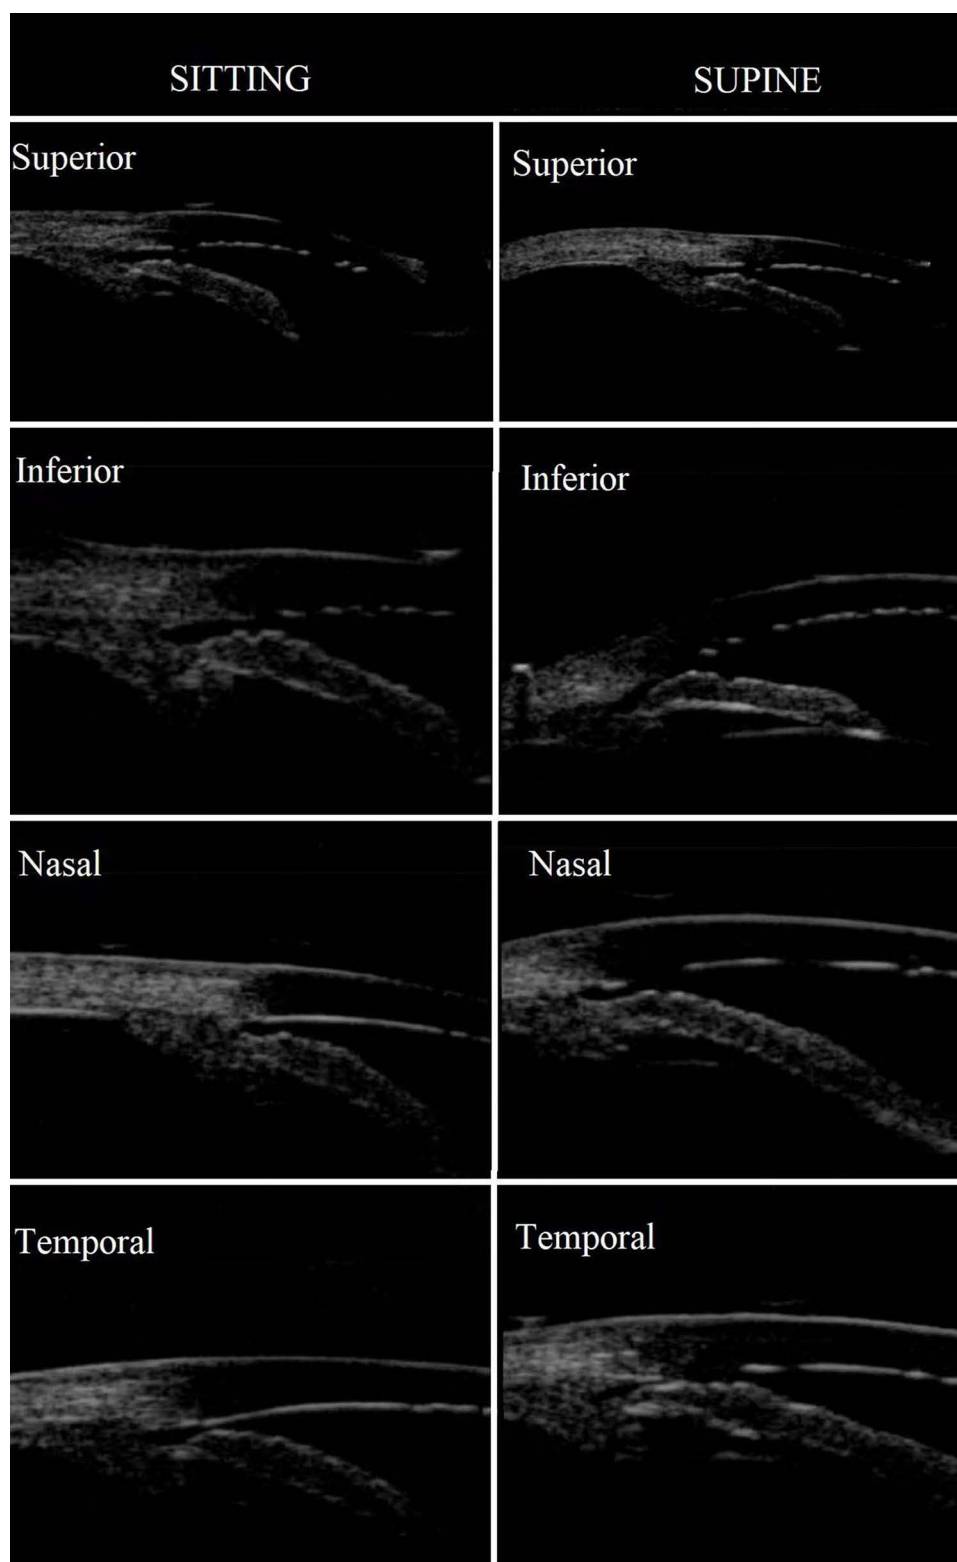 SITTING SUPINE
Superior Superior
Inferior Inferior
Nasal Nasal
Temporal Temporal